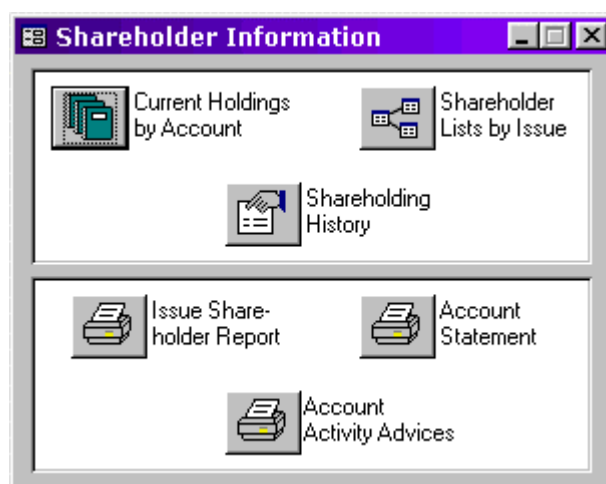 Shareholder Information
Current Holdings
by Account
Shareholder
Lists by Issue
Shareholding
History
Issue Share-
holder Report
Account
Statement
Account
Activity Advices